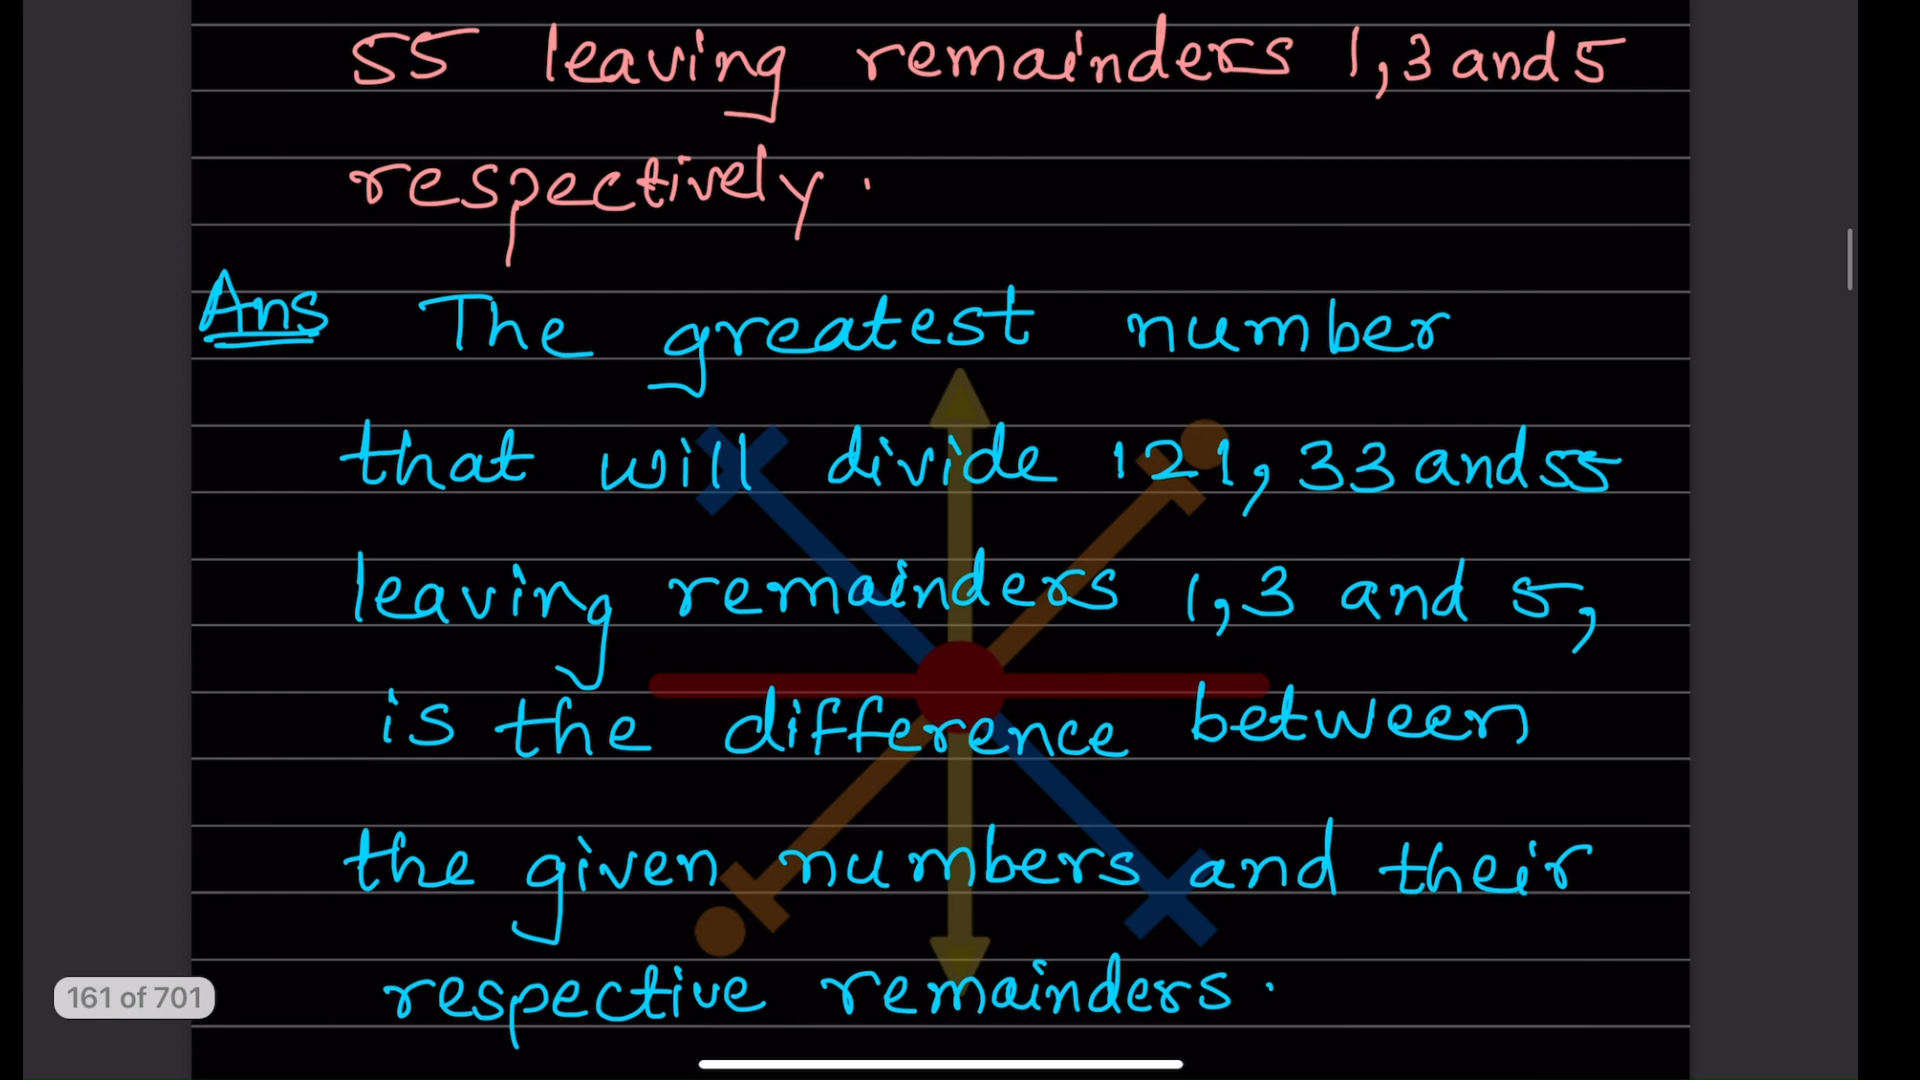 55 leaving remainders 1,3 and 5
respectively.
Ans The greatest number
that will divide 121, 33 and 55
leaving remainders 1,3 and 5,
is the difference between
the given numbers and their
respective remainders.
161 of 701